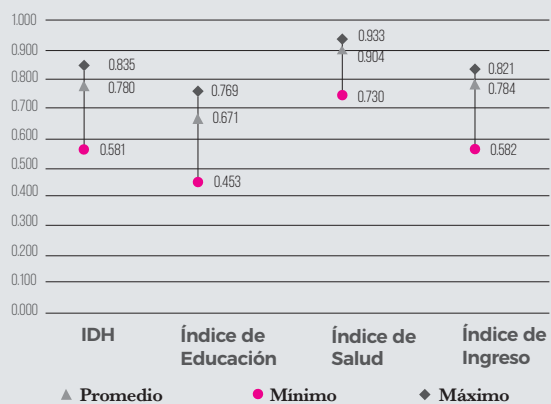 1.000
0.900
0.800
0.700
0.600
0.500
0.400
0.300
0.200
0.100
0.000
0.835
0.780
0.581
0.769
0.671
0.453
0.933
0.904
0.730
0.821
0.784
0.582
IDH
Índice de
Educación
Índice de
Salud
Índice de
Ingreso
Promedio
Mínimo
Máximo